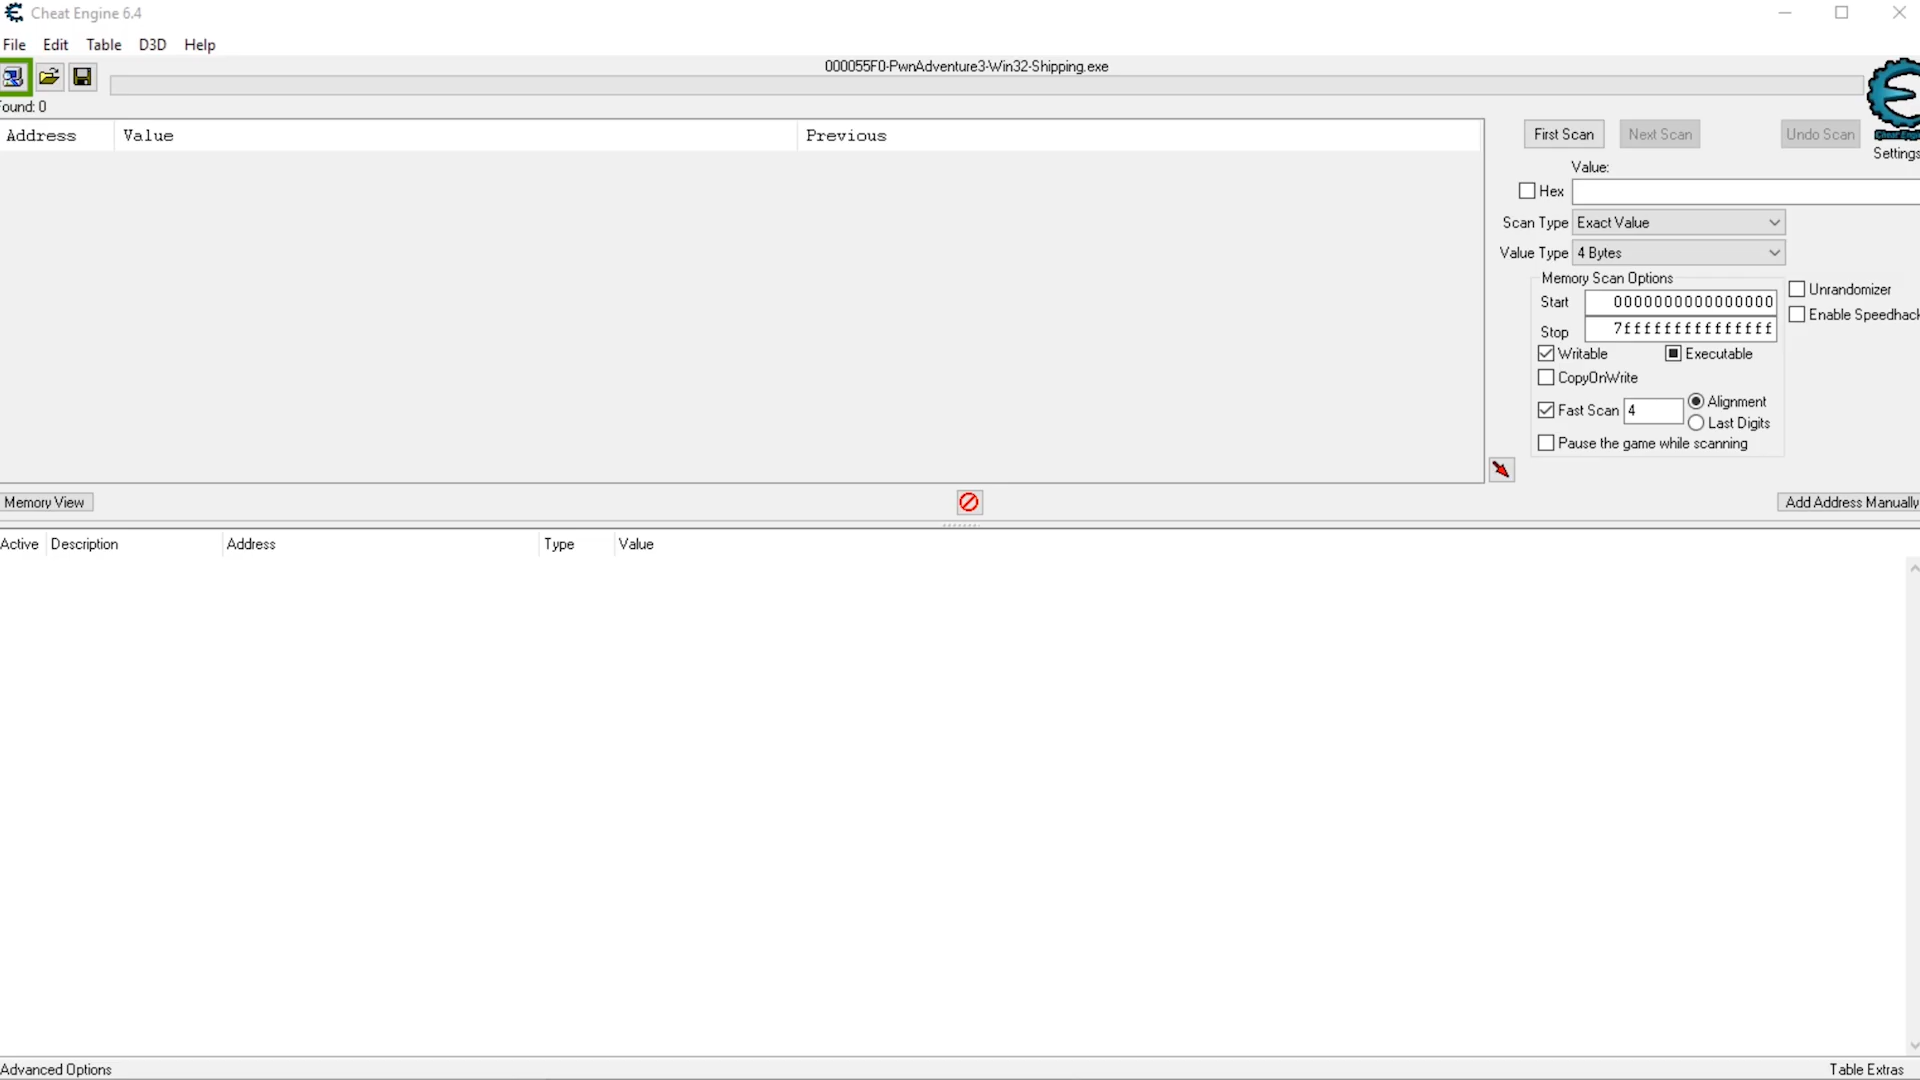 Cheat Engine 6.4
File Edit Table D3D Help
000055F0-PwnAdventure3-Win32-Shipping.exe
Found: 0
Address Value Previous
First Scan Next Scan Undo Scan
Settings
Value:
Hex
Scan Type Exact Value
Value Type 4 Bytes
Memory Scan Options
Start 0000000000000000
Stop 7fffffffffffffff
Unrandomizer
Enable Speedhack
Writable Executable
CopyOnWrite
Fast Scan 4 Alignment
Last Digits
Pause the game while scanning
Memory View Add Address Manually
Active Description Address Type Value
Advanced Options Table Extras